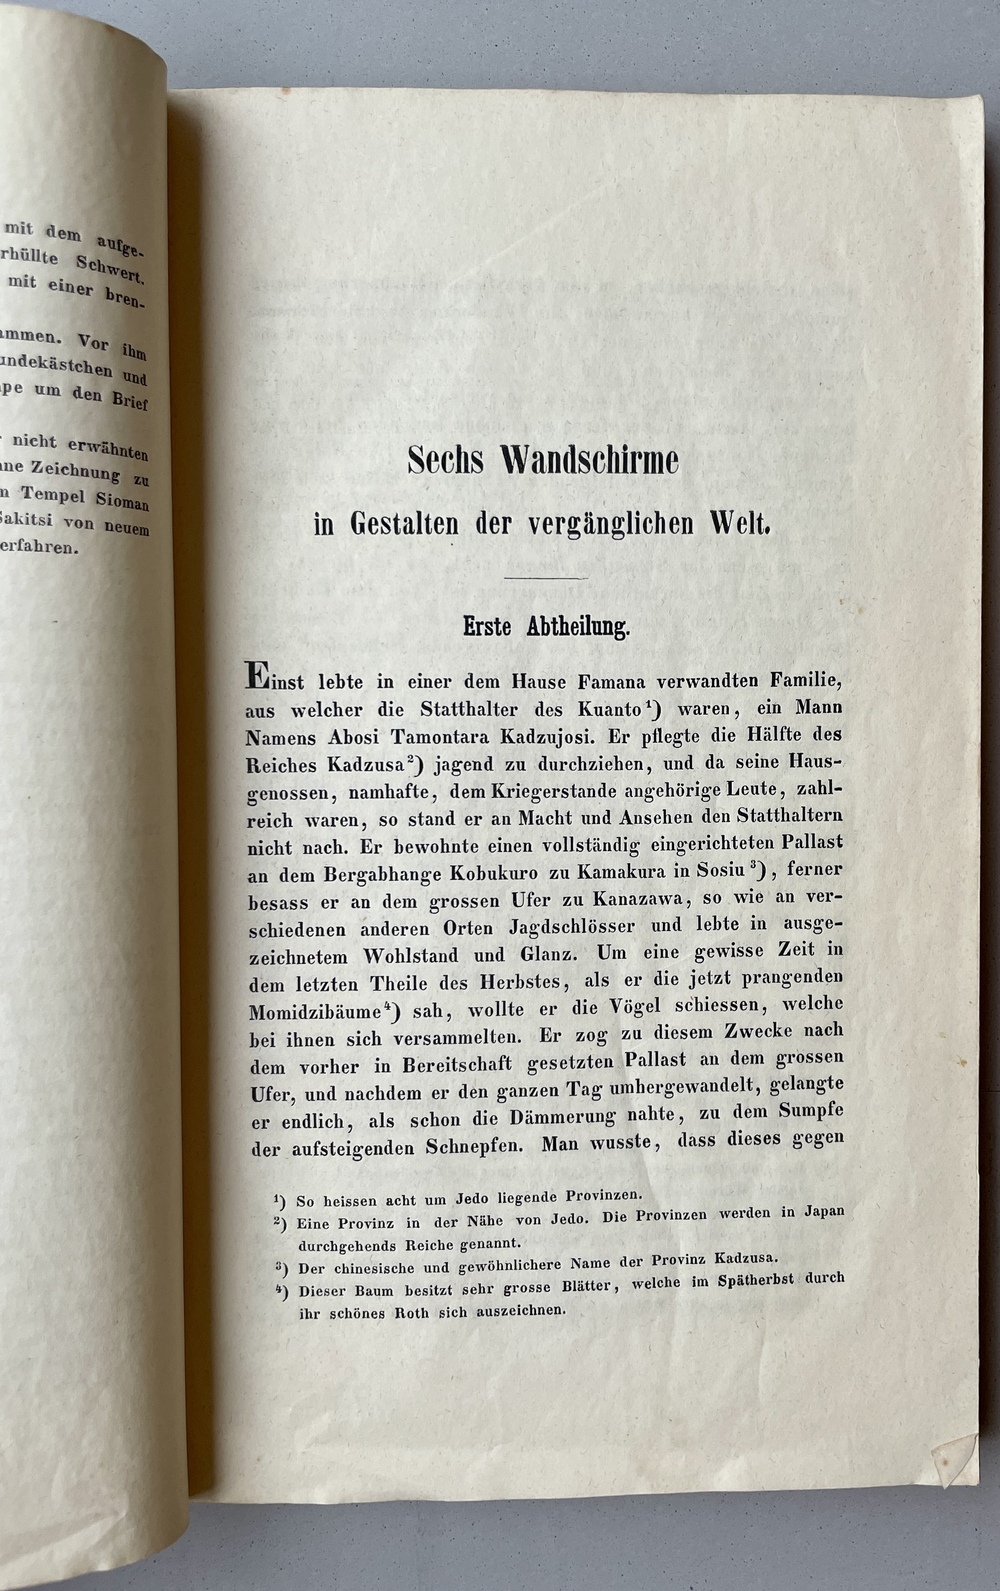 mit dem aufge-
rhüllte Schwert.
mit einer bren-
ammen. Vor ihm
undekästchen und
pe um den Brief
nicht erwähnten
ne Zeichnung zu
n Tempel Sioman
Sakitsi von neuem
erfahren.
Sechs Wandschirme
in Gestalten der vergänglichen Welt.
Erste Abtheilung.
Einst lebte in einer dem Hause Famana verwandten Familie,
aus welcher die Statthalter des Kuanto¹) waren, ein Mann
Namens Abosi Tamontara Kadzujosi. Er pflegte die Hälfte des
Reiches Kadzusa²) jagend zu durchziehen, und da seine Haus-
genossen, namhafte, dem Kriegerstande angehörige Leute, zahl-
reich waren, so stand er an Macht und Ansehen den Statthaltern
nicht nach. Er bewohnte einen vollständig eingerichteten Pallast
an dem Bergabhange Kobukuro zu Kamakura in Sosiu³), ferner
besass er an dem grossen Ufer zu Kanazawa, so wie an ver-
schiedenen anderen Orten Jagdschlösser und lebte in ausge-
zeichnetem Wohlstand und Glanz. Um eine gewisse Zeit in
dem letzten Theile des Herbstes, als er die jetzt prangenden
Momidzibäume⁴) sah, wollte er die Vögel schiessen, welche
bei ihnen sich versammelten. Er zog zu diesem Zwecke nach
dem vorher in Bereitschaft gesetzten Pallast an dem grossen
Ufer, und nachdem er den ganzen Tag umhergewandelt, gelangte
er endlich, als schon die Dämmerung nahte, zu dem Sumpfe
der aufsteigenden Schnepfen. Man wusste, dass dieses gegen
¹) So heissen acht um Jedo liegende Provinzen.
²) Eine Provinz in der Nähe von Jedo. Die Provinzen werden in Japan
durchgehends Reiche genannt.
³) Der chinesische und gewöhnlichere Name der Provinz Kadzusa.
⁴) Dieser Baum besitzt sehr grosse Blätter, welche im Spätherbst durch
ihr schönes Roth sich auszeichnen.